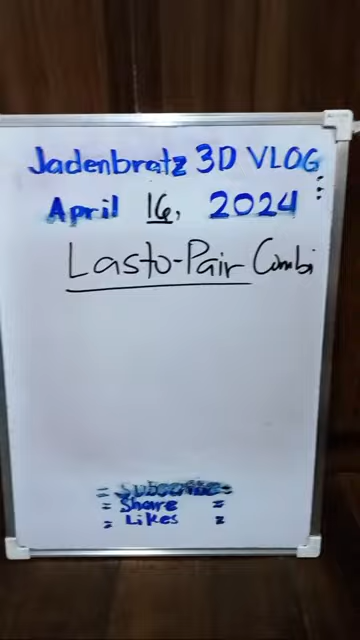 Jadenbratz 3D VLOG
April 16, 2024
Lasto-Pair Combi
= Subscribe =
= Share =
= Likes =